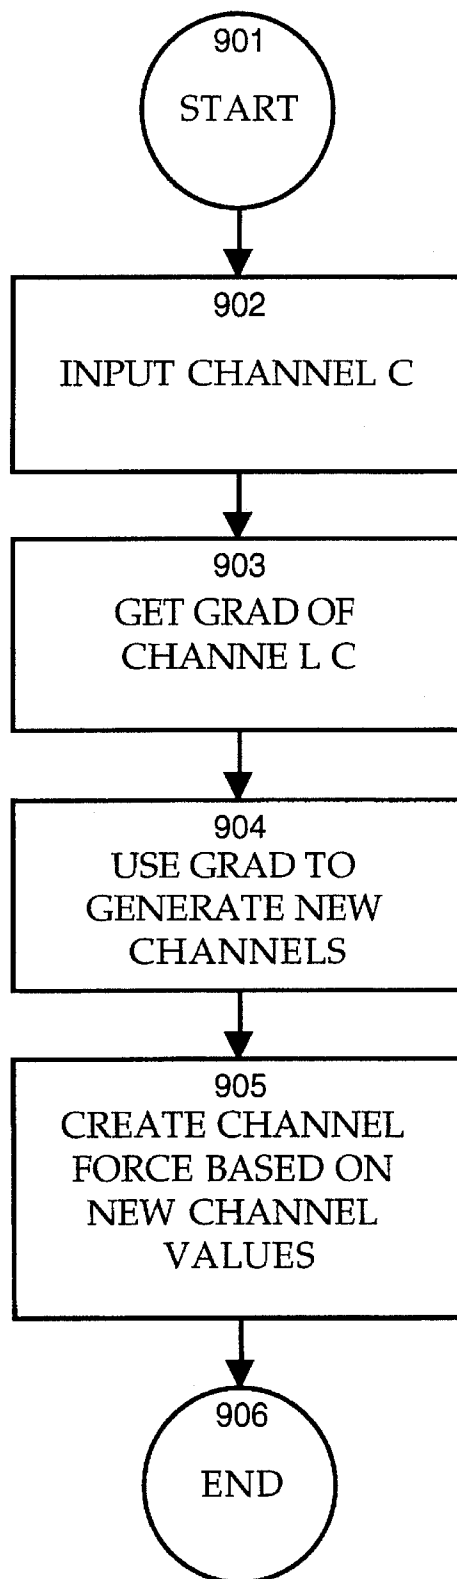 901
START
902
INPUT CHANNEL C
903
GET GRAD OF
CHANNE L C
904
USE GRAD TO
GENERATE NEW
CHANNELS
905
CREATE CHANNEL
FORCE BASED ON
NEW CHANNEL
VALUES
906
END